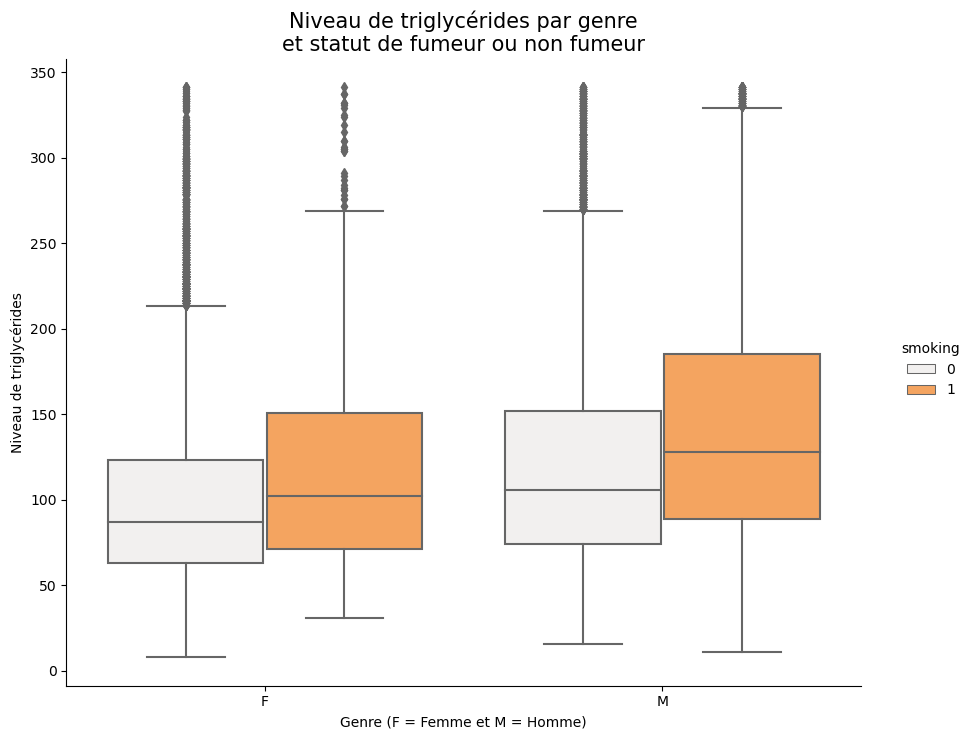 Niveau de triglycérides par genre
et statut de fumeur ou non fumeur
350
300
250
200
150
100
50
0
Niveau de triglycérides
F
M
Genre (F = Femme et M = Homme)
smoking
0
1